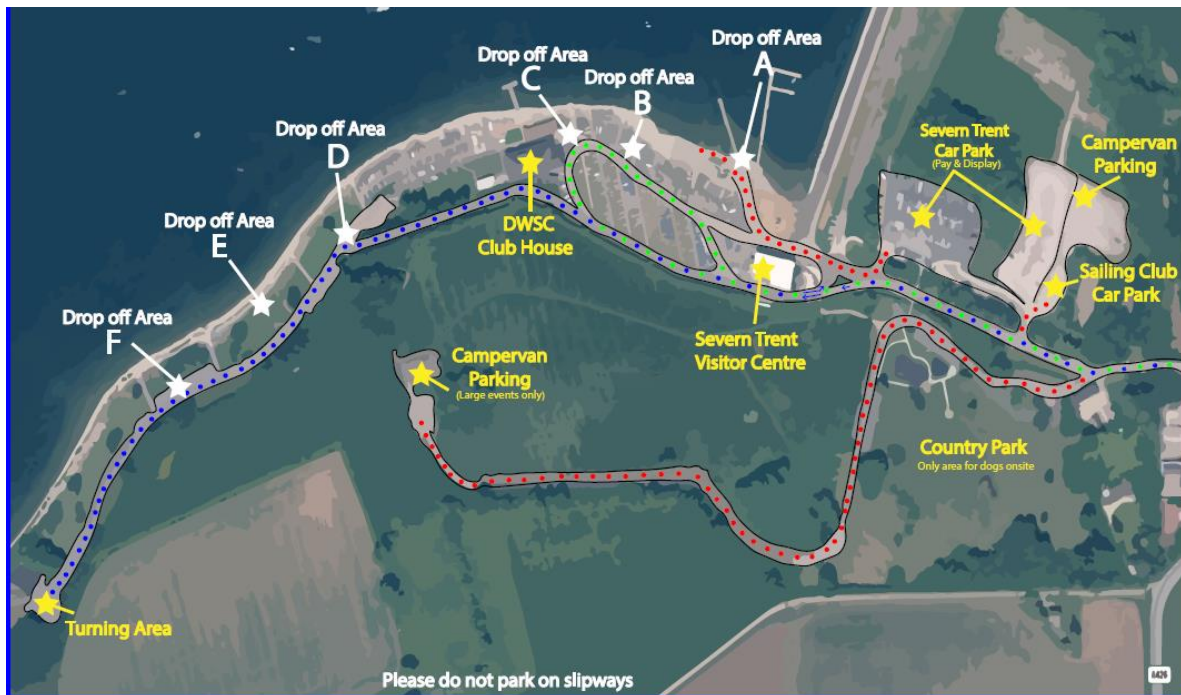 Drop off Area
A
Drop off Area
C
Drop off Area
B
Drop off Area
D
Severn Trent
Car Park
(Pay & Display)
Campervan
Parking
DWSC
Club House
Drop off Area
E
Sailing Club
Car Park
Drop off Area
F
Severn Trent
Visitor Centre
Campervan
Parking
(Large events only)
Country Park
Only area for dogs onsite
Turning Area
Please do not park on slipways
A426